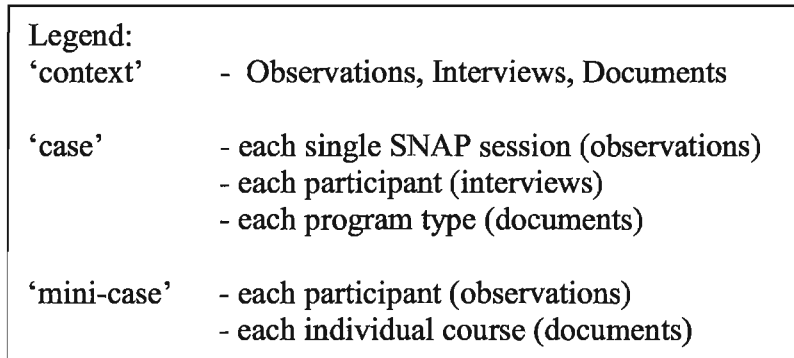 Legend:
‘context’ - Observations, Interviews, Documents
‘case’ - each single SNAP session (observations)
- each participant (interviews)
- each program type (documents)
‘mini-case’ - each participant (observations)
- each individual course (documents)